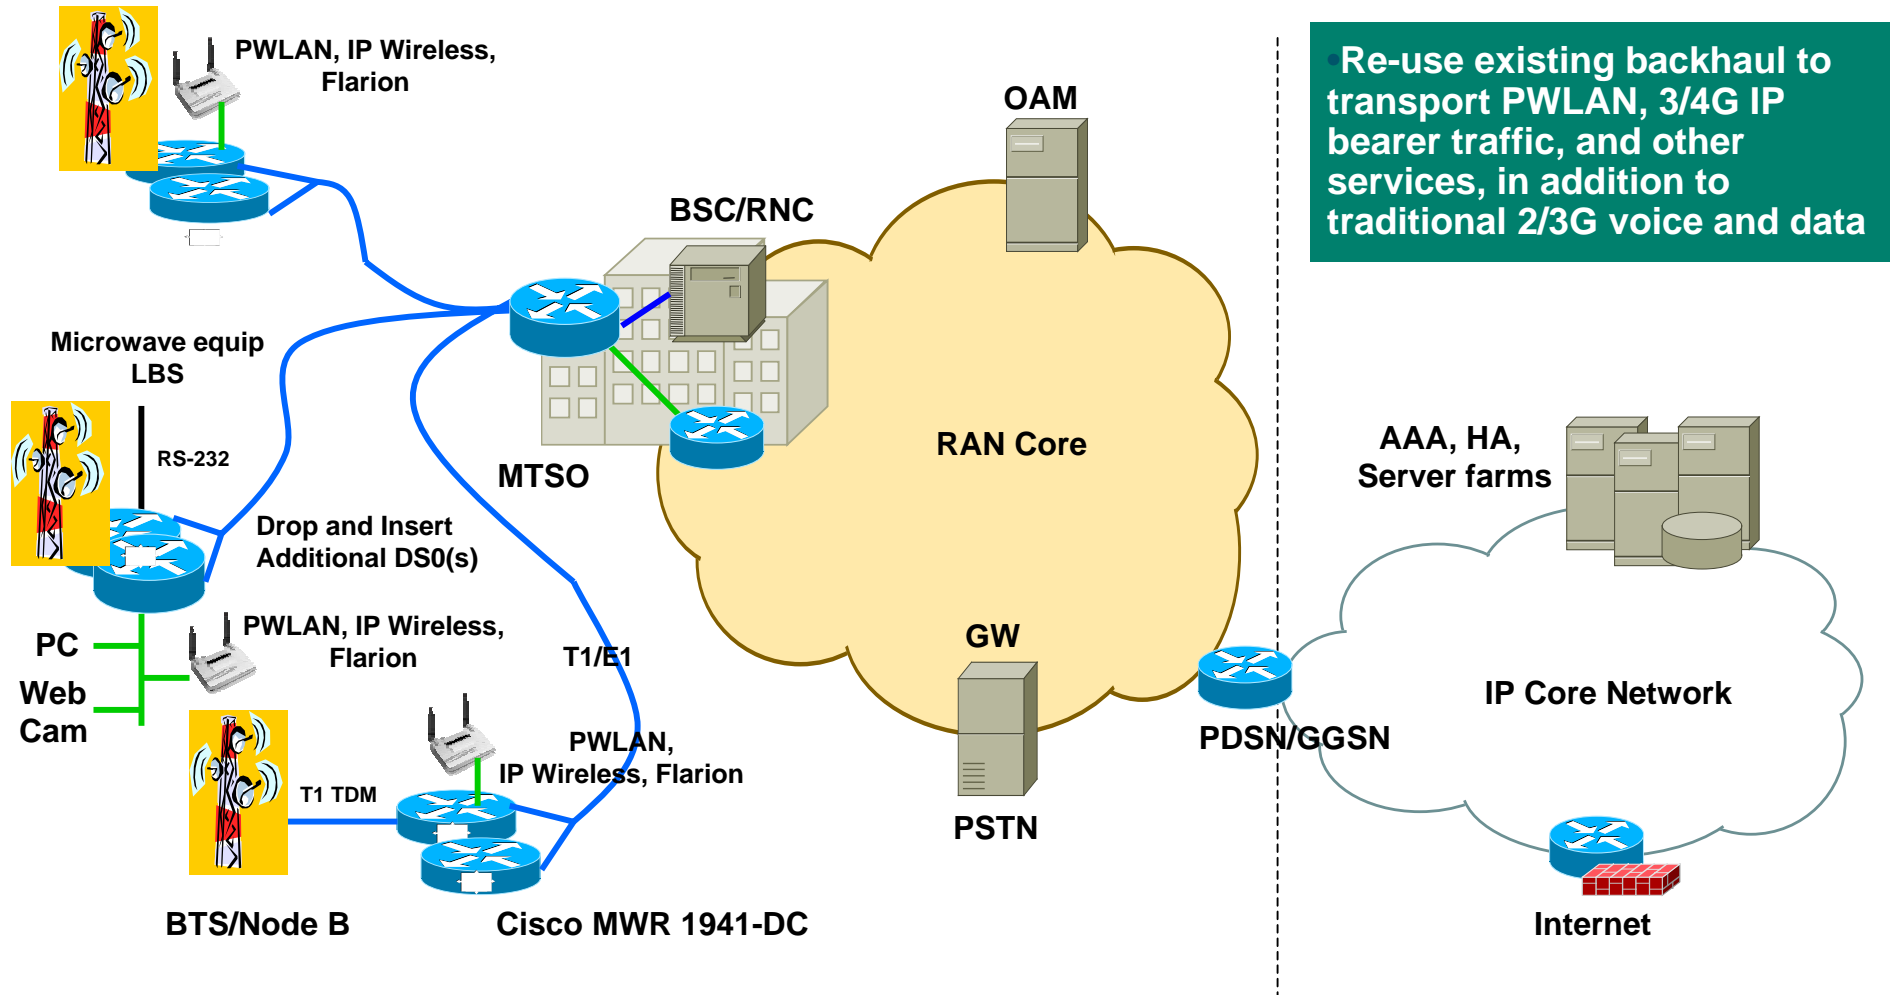 PWLAN, IP Wireless,
Flarion
OAM
•Re-use existing backhaul to
transport PWLAN, 3/4G IP
bearer traffic, and other
services, in addition to
traditional 2/3G voice and data
BSC/RNC
Microwave equip
LBS
RS-232
MTSO
RAN Core
AAA, HA,
Server farms
Drop and Insert
Additional DS0(s)
PWLAN, IP Wireless,
Flarion
PC
Web
Cam
T1/E1
GW
IP Core Network
PDSN/GGSN
PWLAN,
IP Wireless, Flarion
T1 TDM
PSTN
BTS/Node B
Cisco MWR 1941-DC
Internet